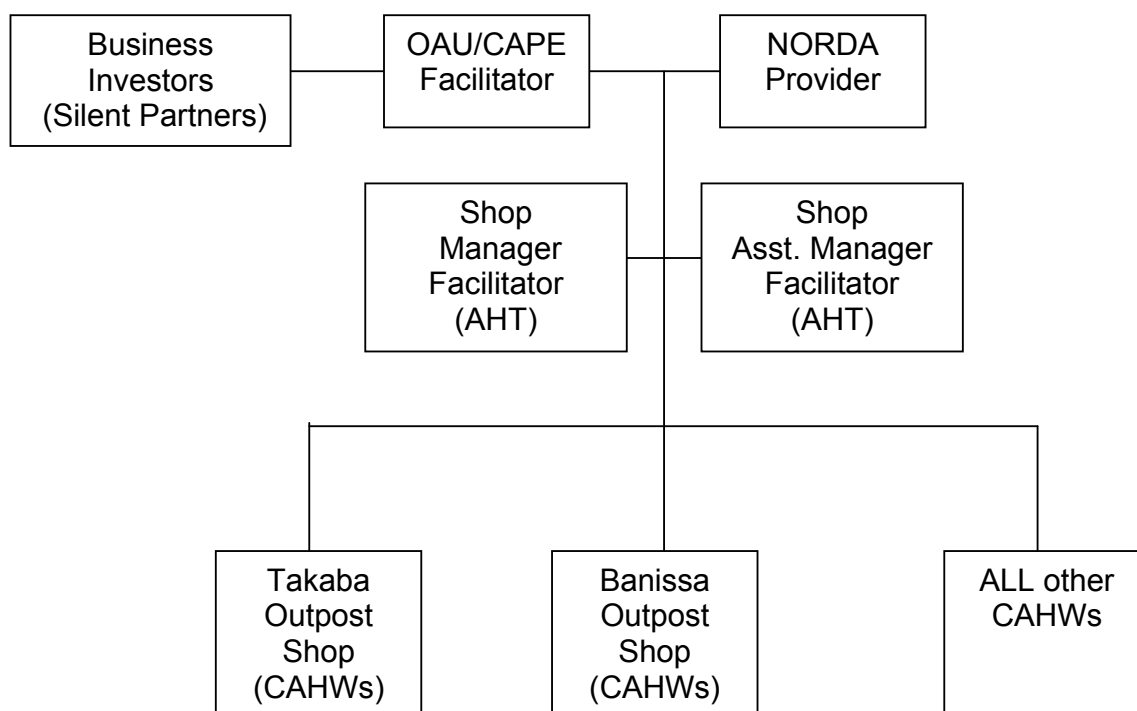 Business
Investors
(Silent Partners)
OAU/CAPE
Facilitator
NORDA
Provider
Shop
Manager
Facilitator
(AHT)
Shop
Asst. Manager
Facilitator
(AHT)
Takaba
Outpost
Shop
(CAHWs)
Banissa
Outpost
Shop
(CAHWs)
ALL other
CAHWs